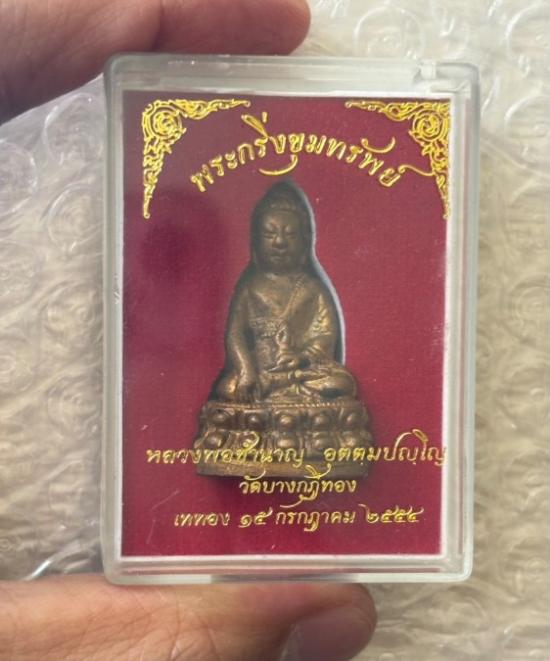 พระกริ่งขุมทรัพย์
หลวงพ่อชำนาญ อุตฺตมปญฺโญ
วัดบางกุฎีทอง
เททอง ๑๕ กรกฎาคม ๒๕๕๔